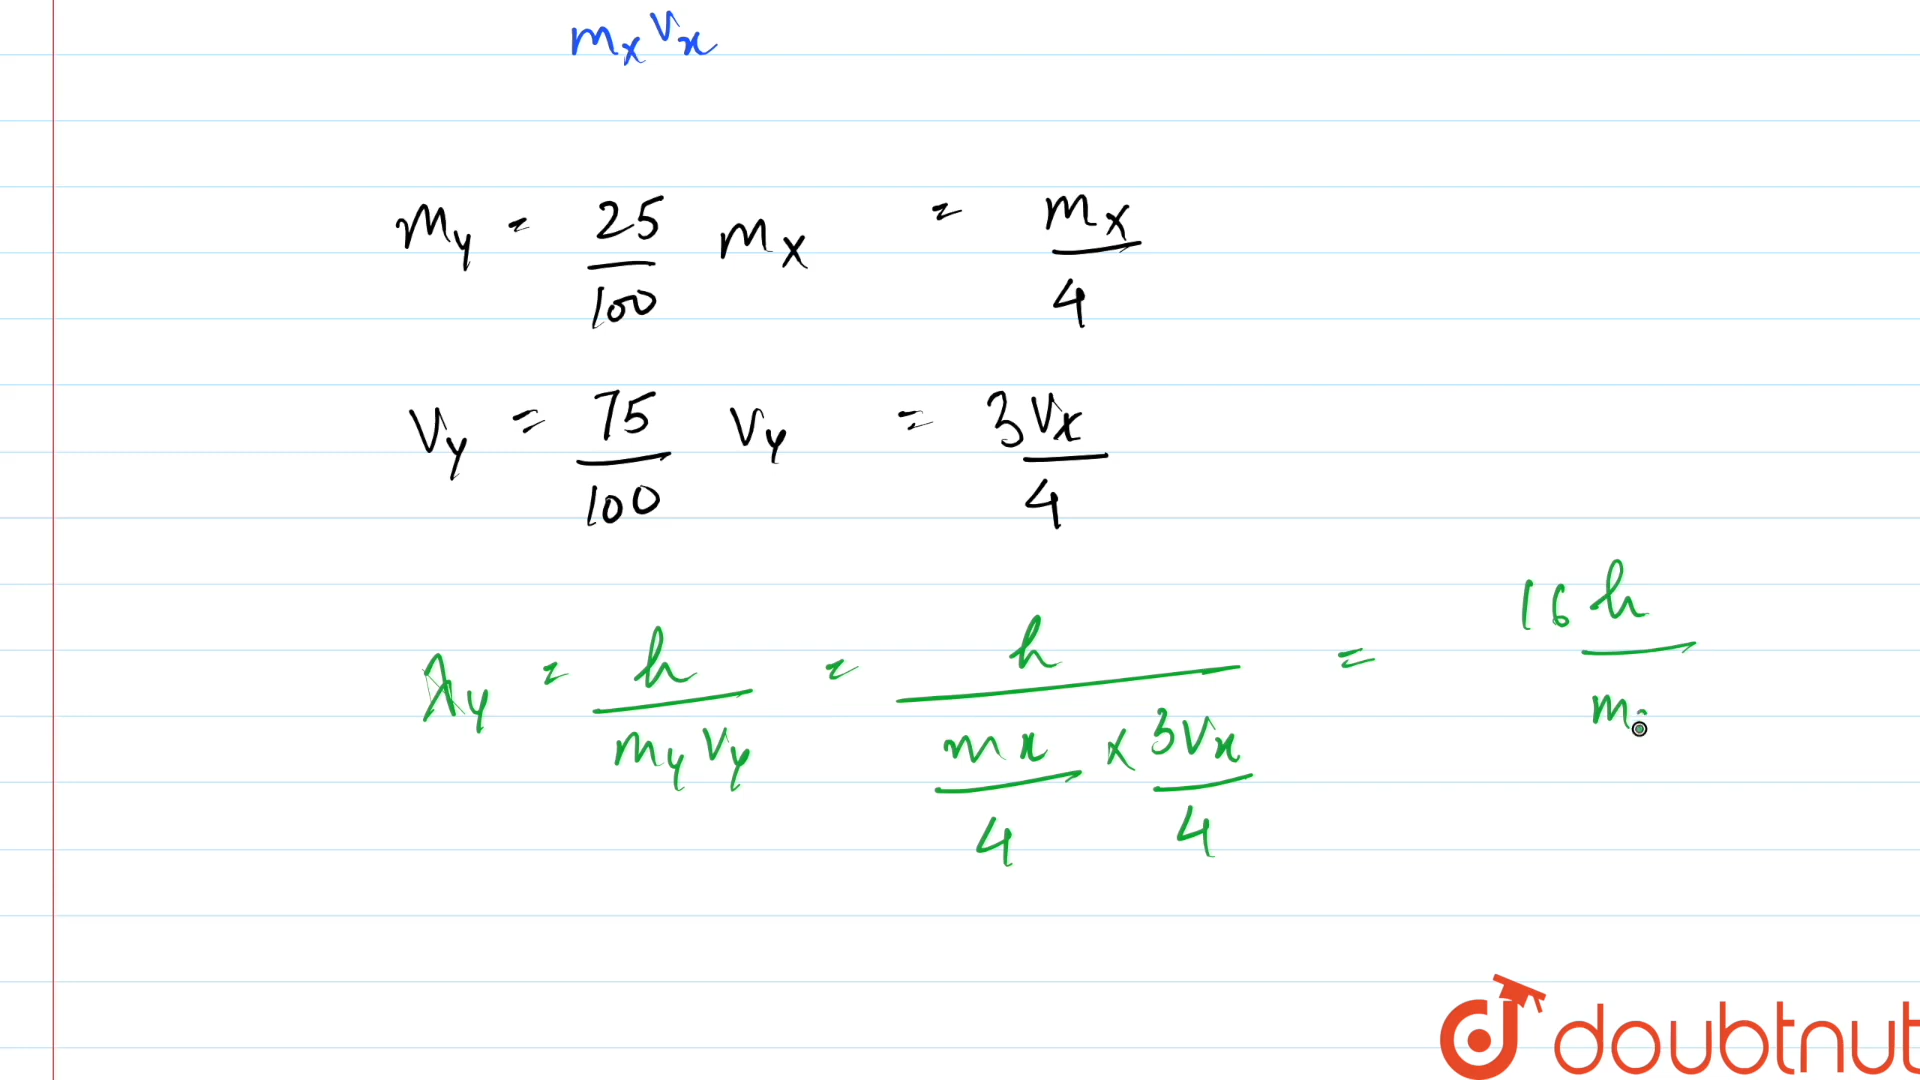 m_x v_x
m_y = 25/100 m_x = m_x/4
v_y = 75/100 v_y = 3v_x/4
λ_y = h/(m_y v_y) = h/(m_x/4 × 3v_x/4) = 16h/m
doubtnut